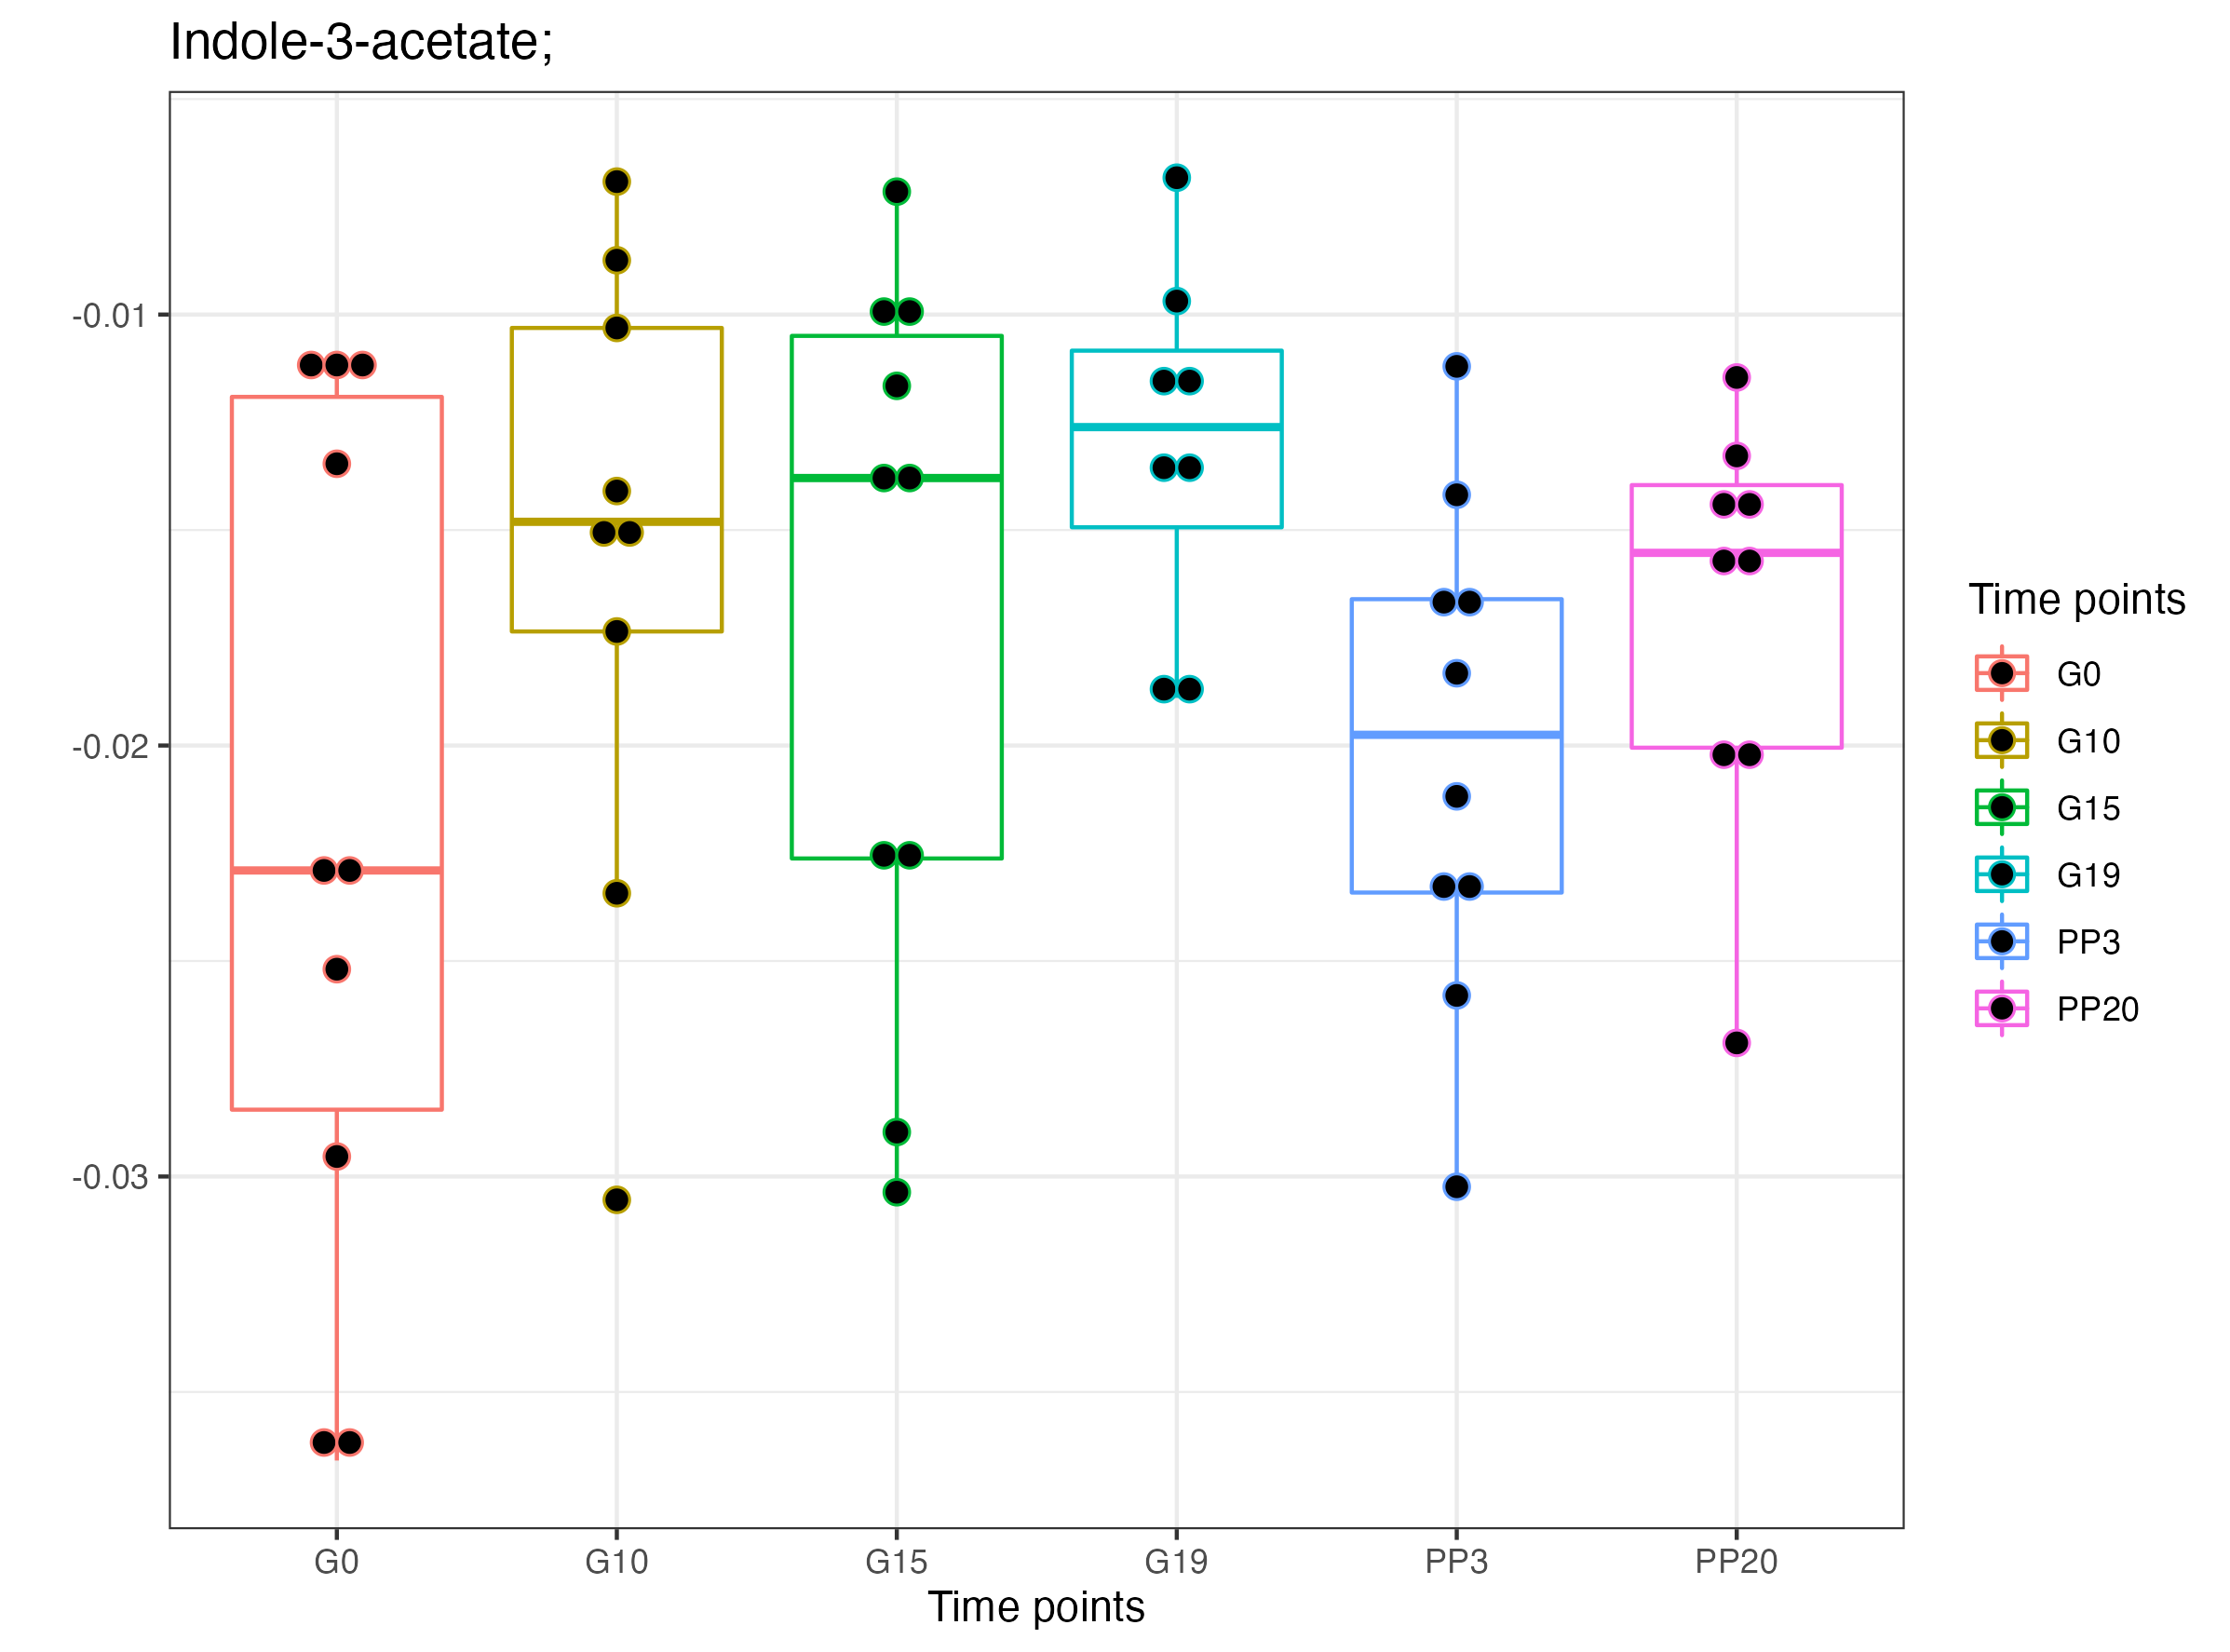 Indole-3-acetate;
-0.01
-0.02
-0.03
G0
G10
G15
G19
PP3
PP20
Time points
Time points
G0
G10
G15
G19
PP3
PP20